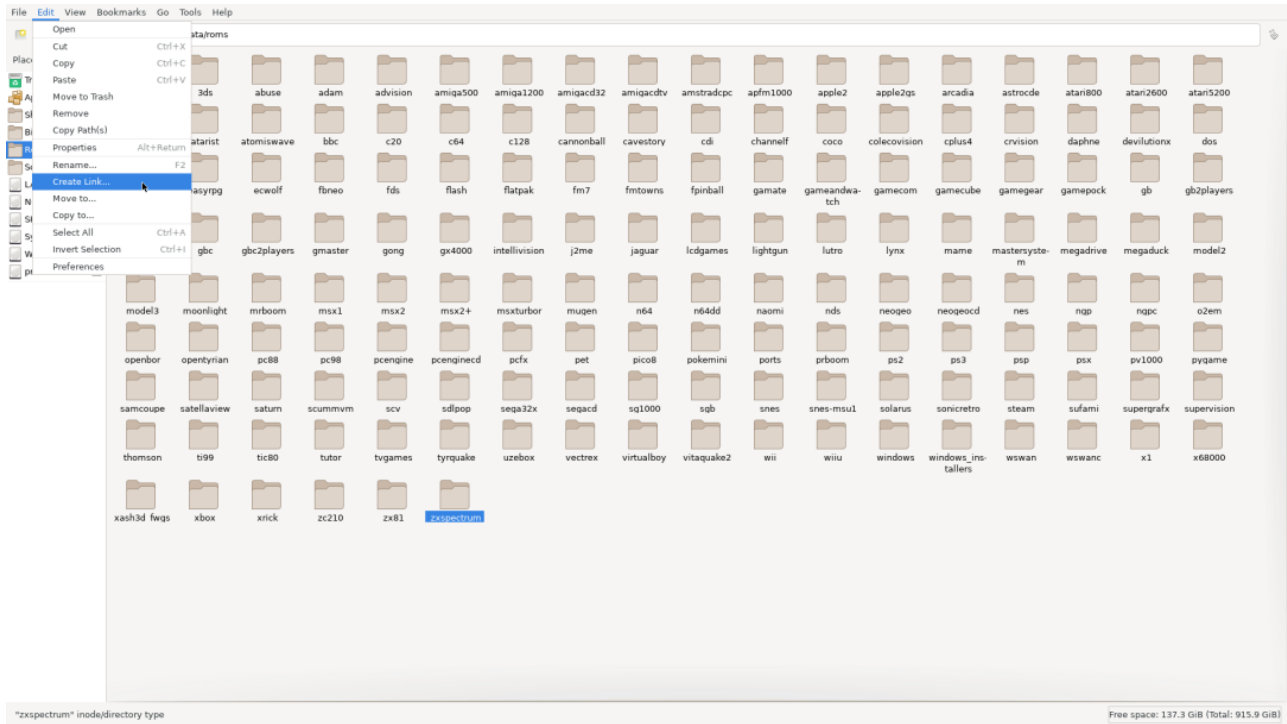 File Edit View Bookmarks Go Tools Help
Open
ata/roms
Cut Ctrl+X
Copy Ctrl+C
Paste Ctrl+V
Move to Trash
Remove
Copy Path(s)
Properties Alt+Return
Rename... F2
Create Link...
Move to...
Copy to...
Select All Ctrl+A
Invert Selection Ctrl+I
Preferences
Plac
3ds abuse adam advision amiga500 amiga1200 amigacd32 amigacdtv amstradcpc apfm1000 apple2 apple2gs arcadia astrocde atari800 atari2600 atari5200
atarist atomiswave bbc c20 c64 c128 cannonball cavestory cdi channelf coco colecovision cplus4 crvision daphne devilutionx dos
asyrpg ecwolf fbneo fds flash flatpak fm7 fmtowns fpinball gamate gameandwa- gamecom gamecube gamegear gamepock gb gb2players
tch
gbc gbc2players gmaster gong gx4000 intellivision j2me jaguar lcdgames lightgun lutro lynx mame mastersyste- megadrive megaduck model2
m
model3 moonlight mrboom msx1 msx2 msx2+ msxturbor mugen n64 n64dd naomi nds neogeo neogeocd nes ngp ngpc o2em
openbor opentyrian pc88 pc98 pcengine pcenginecd pcfx pet pico8 pokemini ports prboom ps2 ps3 psp psx pv1000 pygame
samcoupe satellaview saturn scummvm scv sdlpop sega32x segacd sg1000 sgb snes snes-msu1 solarus sonicretro steam sufami supergrafx supervision
thomson ti99 tic80 tutor tvgames tyrquake uzebox vectrex virtualboy vitaquake2 wii wiiu windows windows_ins- wswan wswanc x1 x68000
tallers
xash3d_fwgs xbox xrick zc210 zx81 zxspectrum
"zxspectrum" inode/directory type Free space: 137.3 GiB (Total: 915.9 GiB)